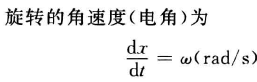 旋转的角速度(电角)为
dx/dt = ω(rad/s)